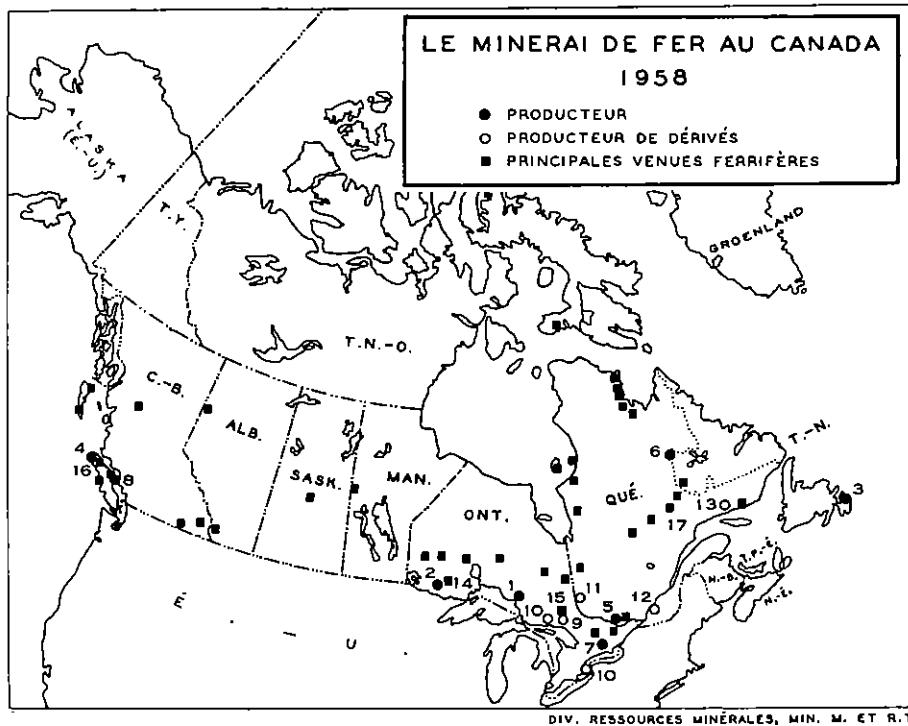 LE MINERAI DE FER AU CANADA
1958
PRODUCTEUR
PRODUCTEUR DE DÉRIVÉS
PRINCIPALES VENUES FERRIFÈRES
ALASKA
(É.-U.)
T.Y.
GROENLAND
T.N.-O.
C.-B.
ALB.
SASK.
MAN.
ONT.
QUÉ.
T.-N.
4
16
8
6
3
13
17
2
14
1
10
15
9
11
5
12
7
10
Î.P.-É.
N.-B.
N.-É.
É.-U
DIV. RESSOURCES MINÉRALES, MIN. M. ET R.T